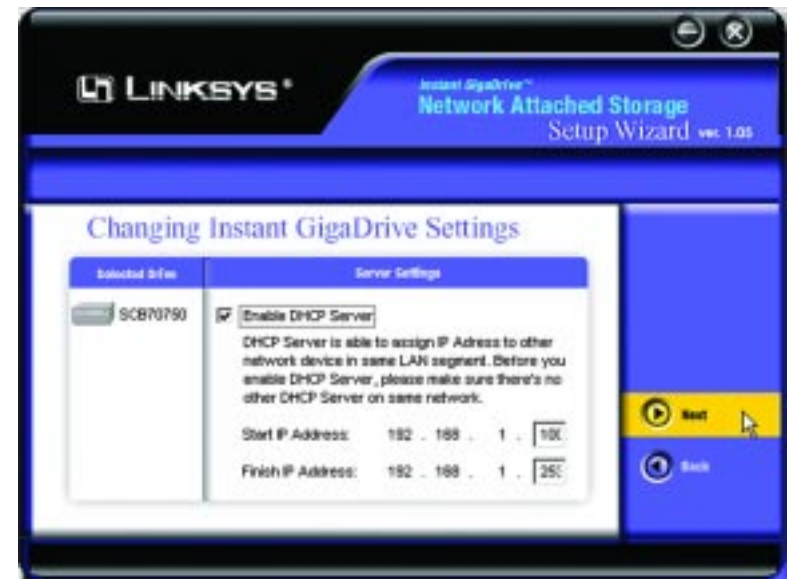 LINKSYS®
Instant GigaDrive™
Network Attached Storage
Setup Wizard ver. 1.05
Changing Instant GigaDrive Settings
Selected Drive
Server Settings
SCB70750
Enable DHCP Server
DHCP Server is able to assign IP Adress to other
network device in same LAN segment. Before you
enable DHCP Server, please make sure there's no
other DHCP Server on same network.
Start IP Address: 192 . 168 . 1 .
Finish IP Address: 192 . 168 . 1 .
Next
Back